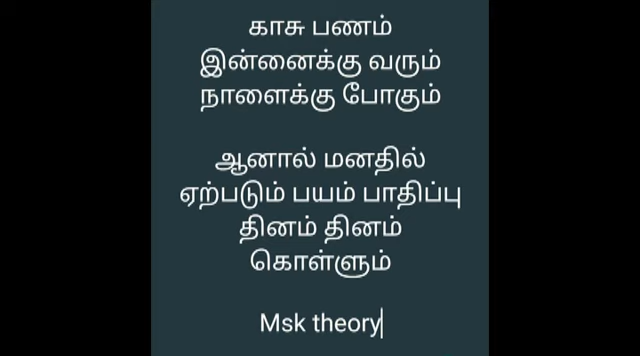 காசு பணம்
இன்னைக்கு வரும்
நாளைக்கு போகும்
ஆனால் மனதில்
ஏற்படும் பயம் பாதிப்பு
தினம் தினம்
கொள்ளும்
Msk theory